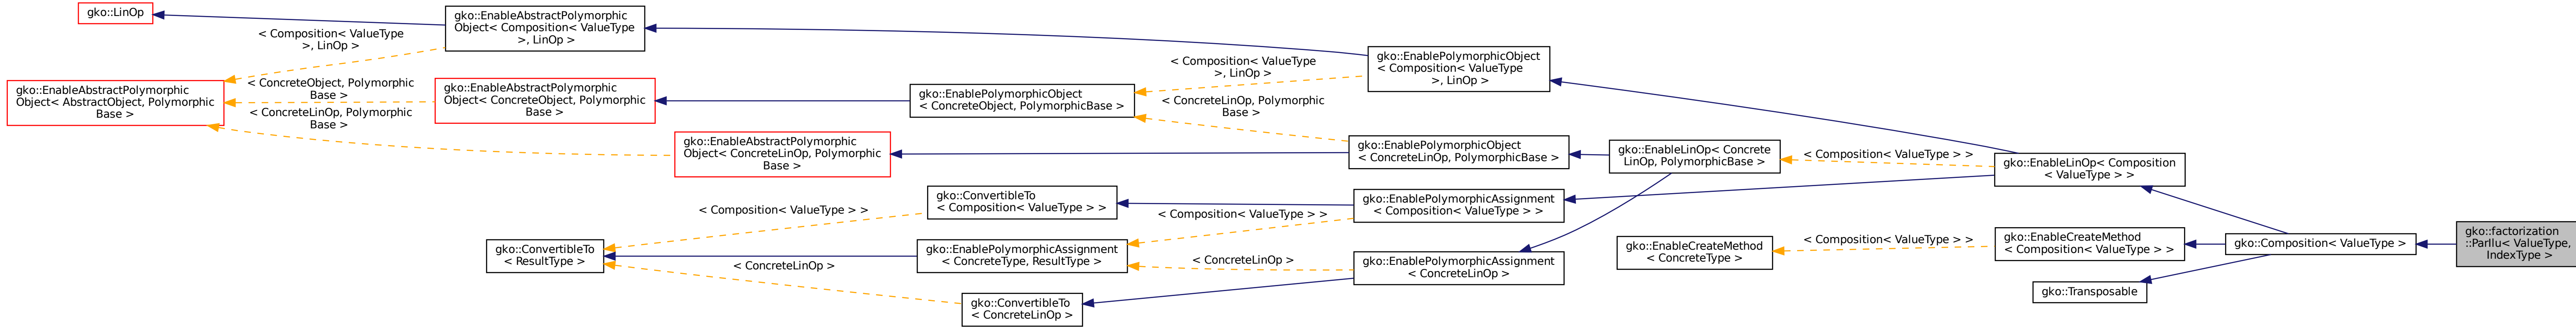 gko::LinOp
gko::EnableAbstractPolymorphic
Object< Composition< ValueType
>, LinOp >
< Composition< ValueType
>, LinOp >
gko::EnableAbstractPolymorphic
Object< AbstractObject, Polymorphic
Base >
< ConcreteObject, Polymorphic
Base >
< ConcreteLinOp, Polymorphic
Base >
gko::EnableAbstractPolymorphic
Object< ConcreteObject, Polymorphic
Base >
gko::EnableAbstractPolymorphic
Object< ConcreteLinOp, Polymorphic
Base >
gko::EnablePolymorphicObject
< ConcreteObject, PolymorphicBase >
< Composition< ValueType
>, LinOp >
< ConcreteLinOp, Polymorphic
Base >
gko::EnablePolymorphicObject
< Composition< ValueType
>, LinOp >
gko::EnablePolymorphicObject
< ConcreteLinOp, PolymorphicBase >
gko::EnableLinOp< Concrete
LinOp, PolymorphicBase >
< Composition< ValueType > >
gko::EnableLinOp< Composition
< ValueType > >
gko::ConvertibleTo
< Composition< ValueType > >
< Composition< ValueType > >
gko::ConvertibleTo
< ResultType >
gko::EnablePolymorphicAssignment
< ConcreteType, ResultType >
< ConcreteLinOp >
gko::ConvertibleTo
< ConcreteLinOp >
< Composition< ValueType > >
< ConcreteLinOp >
gko::EnablePolymorphicAssignment
< Composition< ValueType > >
gko::EnablePolymorphicAssignment
< ConcreteLinOp >
gko::EnableCreateMethod
< ConcreteType >
< Composition< ValueType > >
gko::EnableCreateMethod
< Composition< ValueType > >
gko::Transposable
gko::Composition< ValueType >
gko::factorization
::ParIlu< ValueType,
IndexType >